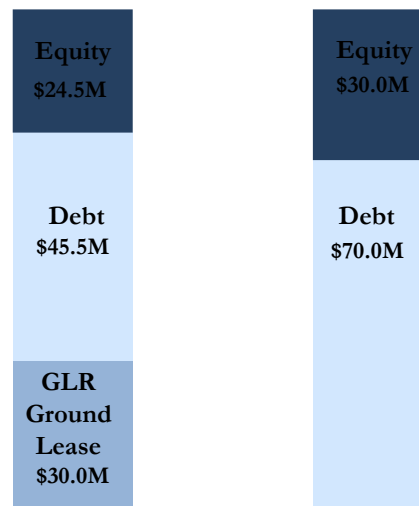 Equity
$24.5M
Debt
$45.5M
GLR
Ground
Lease
$30.0M
Equity
$30.0M
Debt
$70.0M